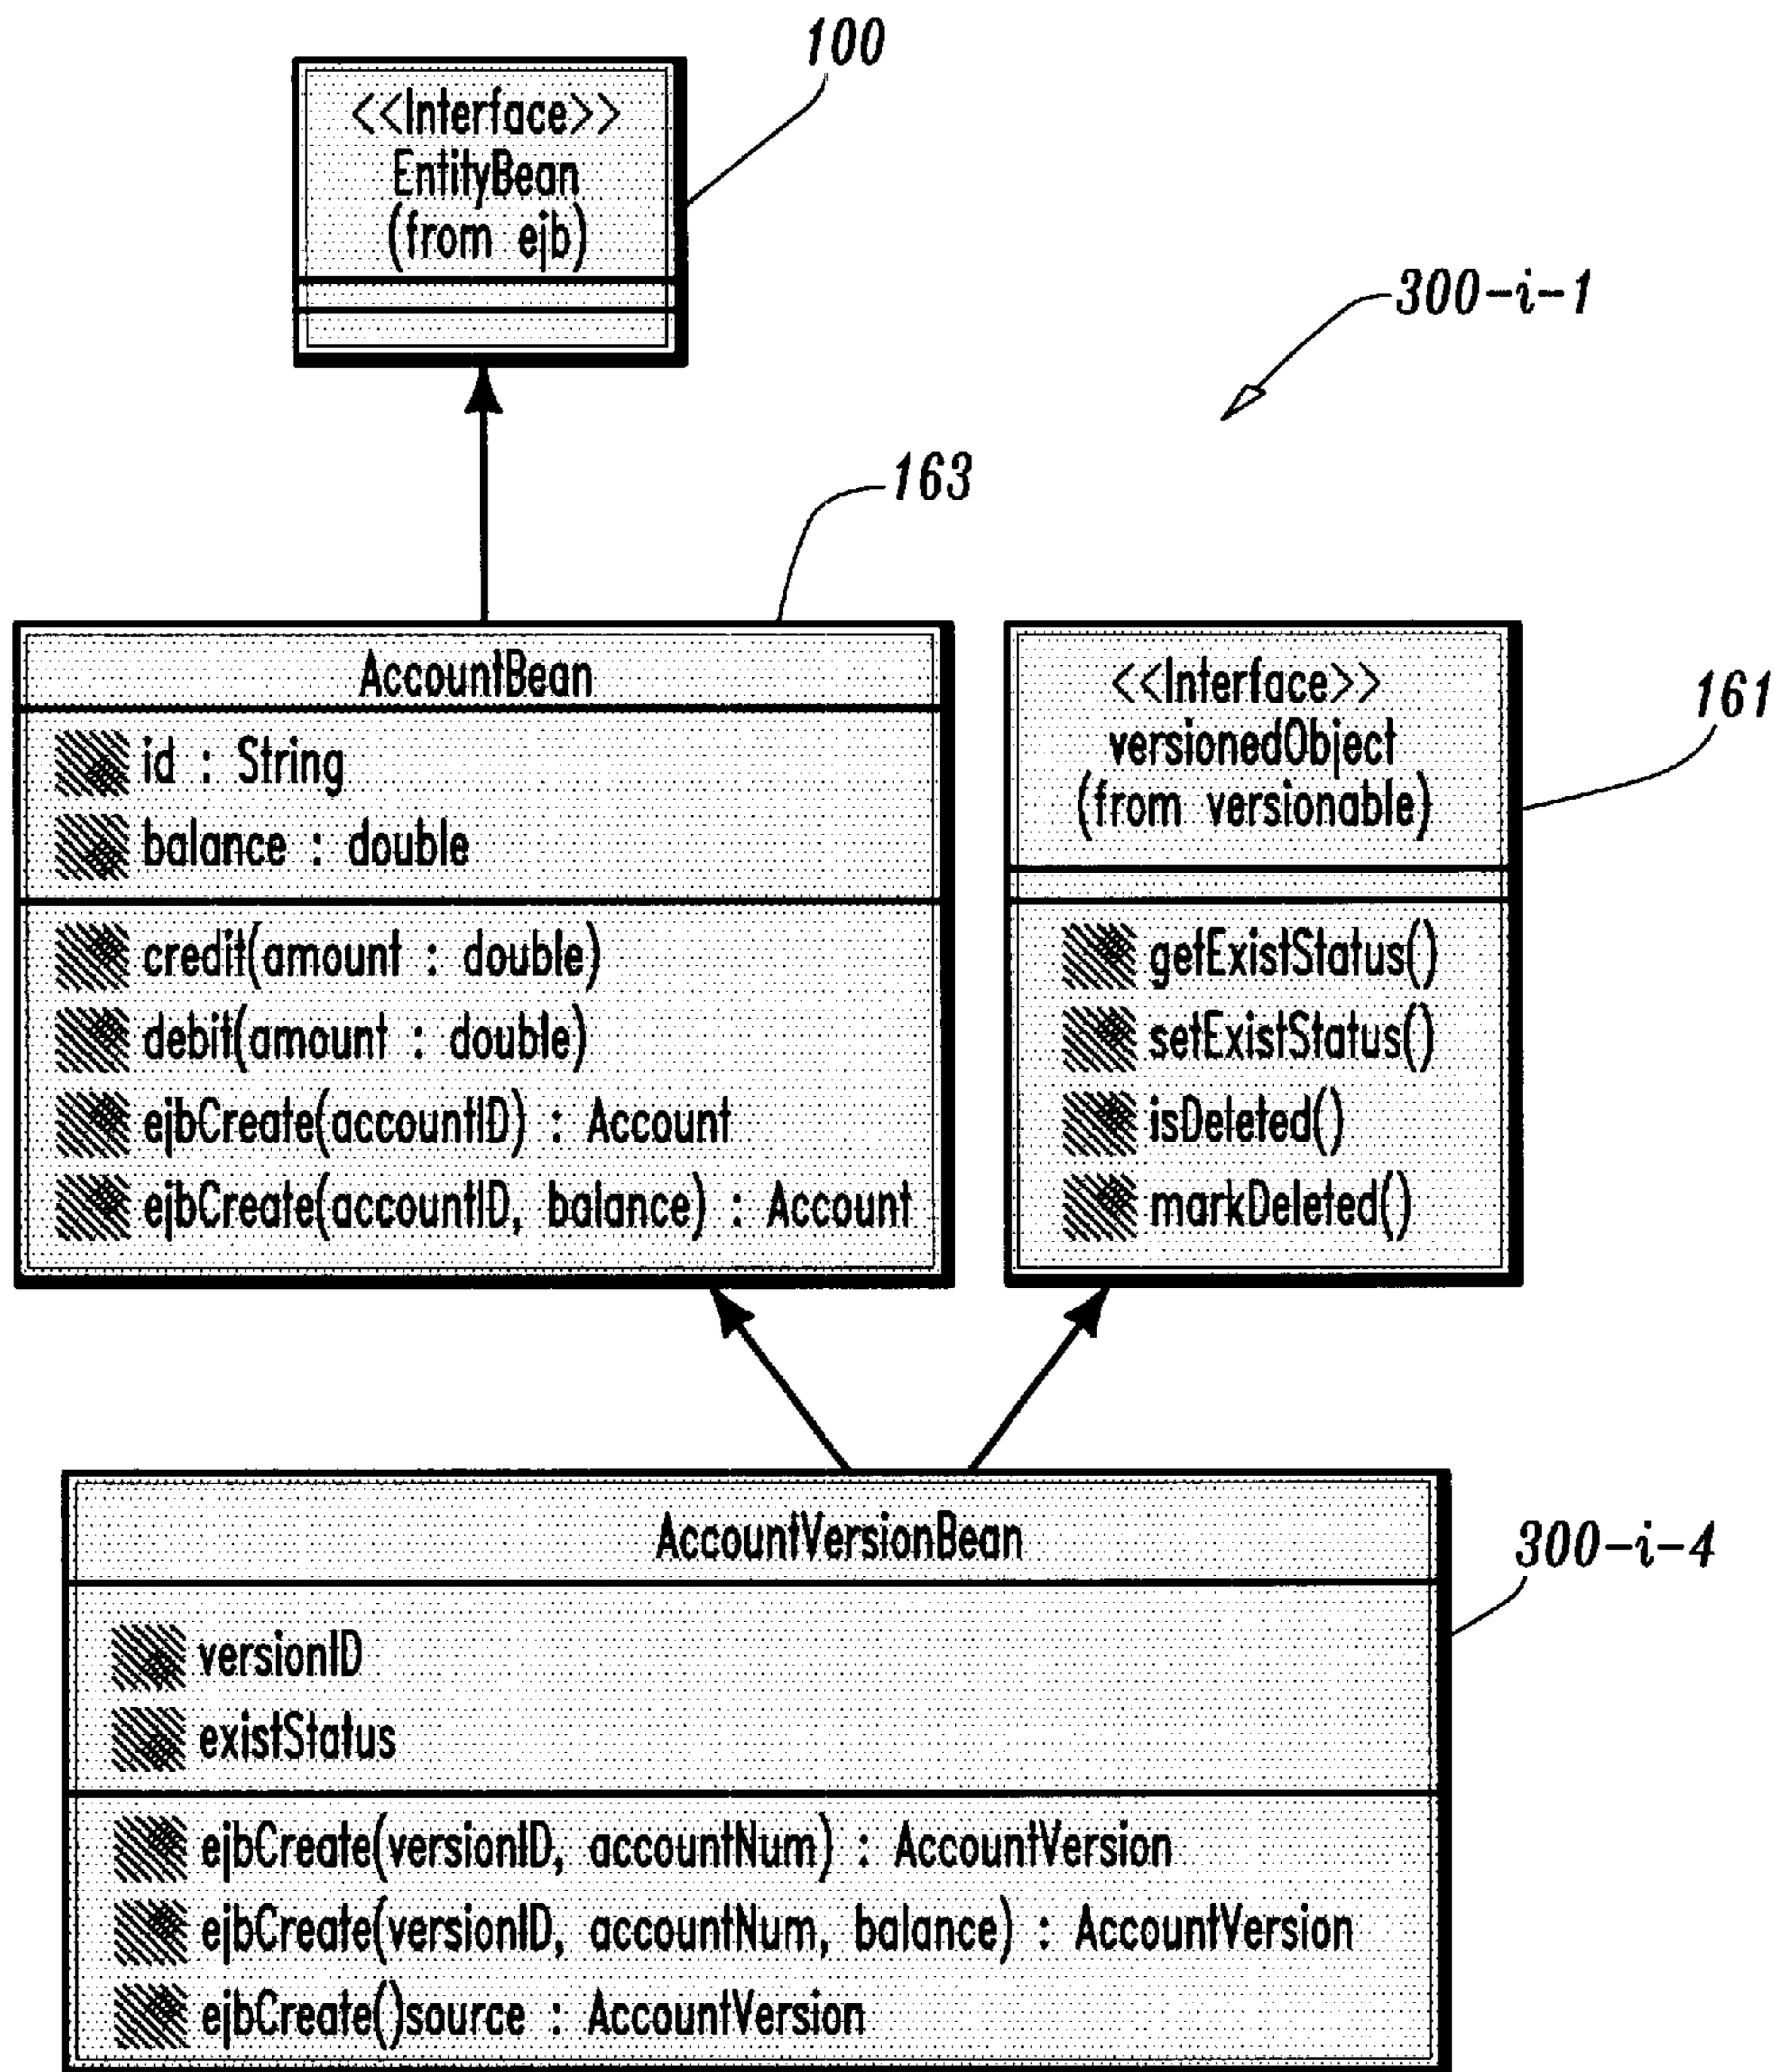 100
<<Interface>>
EntityBean
(from ejb)
300-i-1
163
AccountBean
id : String
balance : double
credit(amount : double)
debit(amount : double)
ejbCreate(accountID) : Account
ejbCreate(accountID, balance) : Account
161
<<Interface>>
versionedObject
(from versionable)
getExistStatus()
setExistStatus()
isDeleted()
markDeleted()
300-i-4
AccountVersionBean
versionID
existStatus
ejbCreate(versionID, accountNum) : AccountVersion
ejbCreate(versionID, accountNum, balance) : AccountVersion
ejbCreate()source : AccountVersion